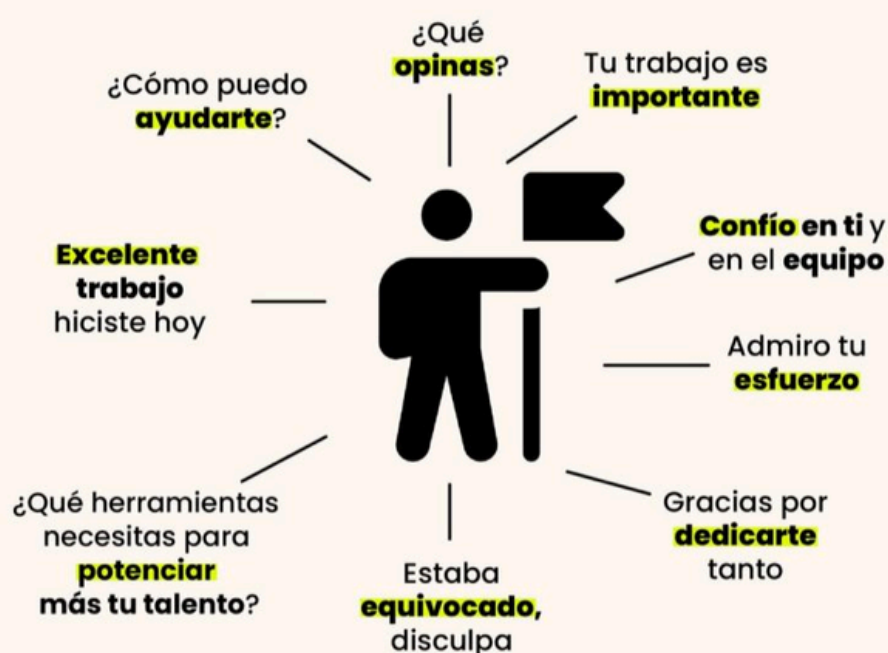 ¿Qué
opinas?
Tu trabajo es
importante
Confío en ti y
en el equipo
Admiro tu
esfuerzo
Gracias por
dedicarte
tanto
Estaba
equivocado,
disculpa
¿Qué herramientas
necesitas para
potenciar
más tu talento?
Excelente
trabajo
hiciste hoy
¿Cómo puedo
ayudarte?